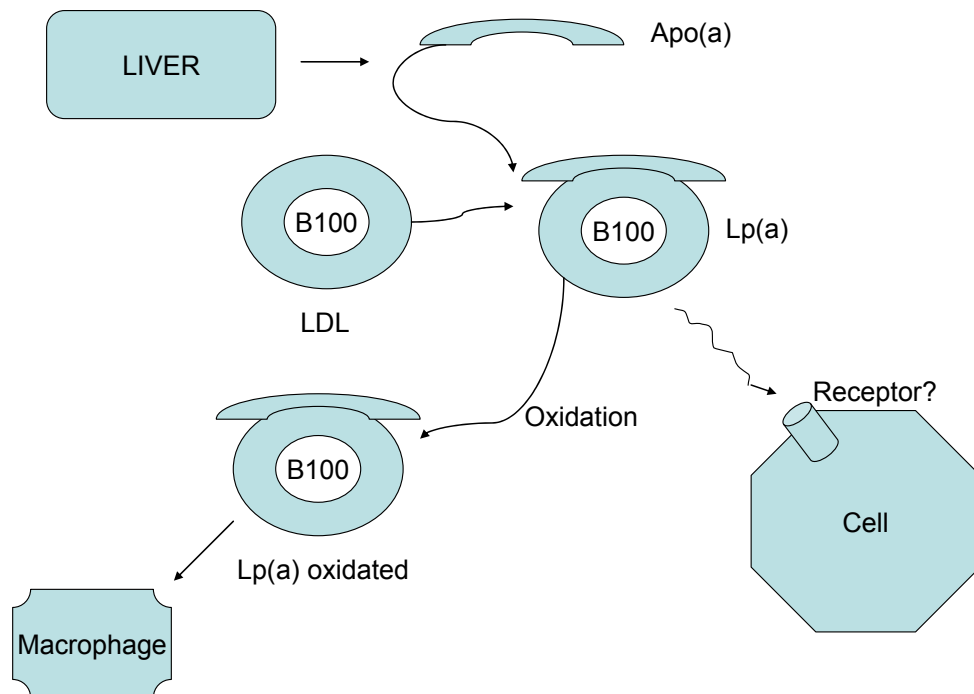 Apo(a)
LIVER
B100
B100
Lp(a)
LDL
Receptor?
Oxidation
B100
Cell
Lp(a) oxidated
Macrophage